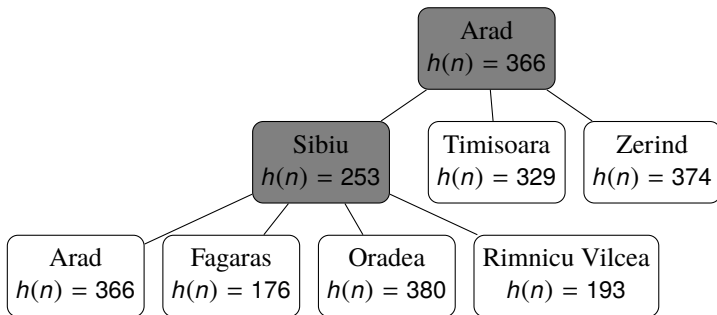 Arad
h(n) = 366
Sibiu
h(n) = 253
Timisoara
h(n) = 329
Zerind
h(n) = 374
Arad
h(n) = 366
Fagaras
h(n) = 176
Oradea
h(n) = 380
Rimnicu Vilcea
h(n) = 193